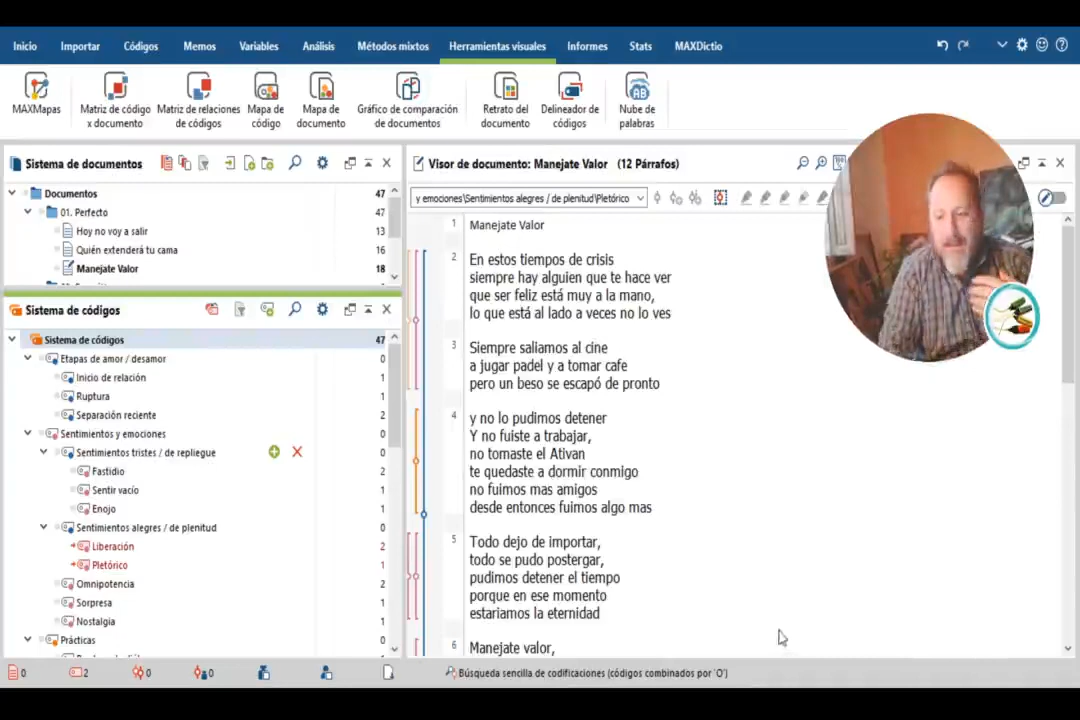 Inicio Importar Códigos Memos Variables Análisis Métodos mixtos Herramientas visuales Informes Stats MAXDictio
MAXMapas
Matriz de código
x documento
Matriz de relaciones
de códigos
Mapa de
código
Mapa de
documento
Gráfico de comparación
de documentos
Retrato del
documento
Delineador de
códigos
Nube de
palabras
Sistema de documentos
Documentos 47
01. Perfecto 47
Hoy no voy a salir 13
Quién extenderá tu cama 16
Manejate Valor 18
Sistema de códigos
Sistema de códigos 47
Etapas de amor / desamor 0
Inicio de relación 1
Ruptura 1
Separación reciente 2
Sentimientos y emociones 0
Sentimientos tristes / de repliegue 0
Fastidio 2
Sentir vacío 1
Enojo 1
Sentimientos alegres / de plenitud 0
Liberación 2
Pletórico 1
Omnipotencia 2
Sorpresa 1
Nostalgia 1
Prácticas 0
Visor de documento: Manejate Valor (12 Párrafos)
y emociones\Sentimientos alegres / de plenitud\Pletórico
1 Manejate Valor
2 En estos tiempos de crisis
siempre hay alguien que te hace ver
que ser feliz está muy a la mano,
lo que está al lado a veces no lo ves
3 Siempre saliamos al cine
a jugar padel y a tomar cafe
pero un beso se escapó de pronto
4 y no lo pudimos detener
Y no fuiste a trabajar,
no tomaste el Ativan
te quedaste a dormir conmigo
no fuimos mas amigos
desde entonces fuimos algo mas
5 Todo dejo de importar,
todo se pudo postergar,
pudimos detener el tiempo
porque en ese momento
estariamos la eternidad
6 Manejate valor,
0 2 0 0
Búsqueda sencilla de codificaciones (códigos combinados por 'O')